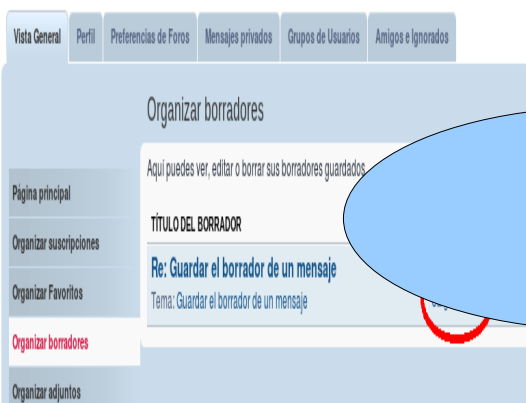 Vista General Perfil Preferencias de Foros Mensajes privados Grupos de Usuarios Amigos e Ignorados
Organizar borradores
Aquí puedes ver, editar o borrar sus borradores guardados
TÍTULO DEL BORRADOR
Re: Guardar el borrador de un mensaje
Tema: Guardar el borrador de un mensaje
Página principal
Organizar suscripciones
Organizar Favoritos
Organizar borradores
Organizar adjuntos